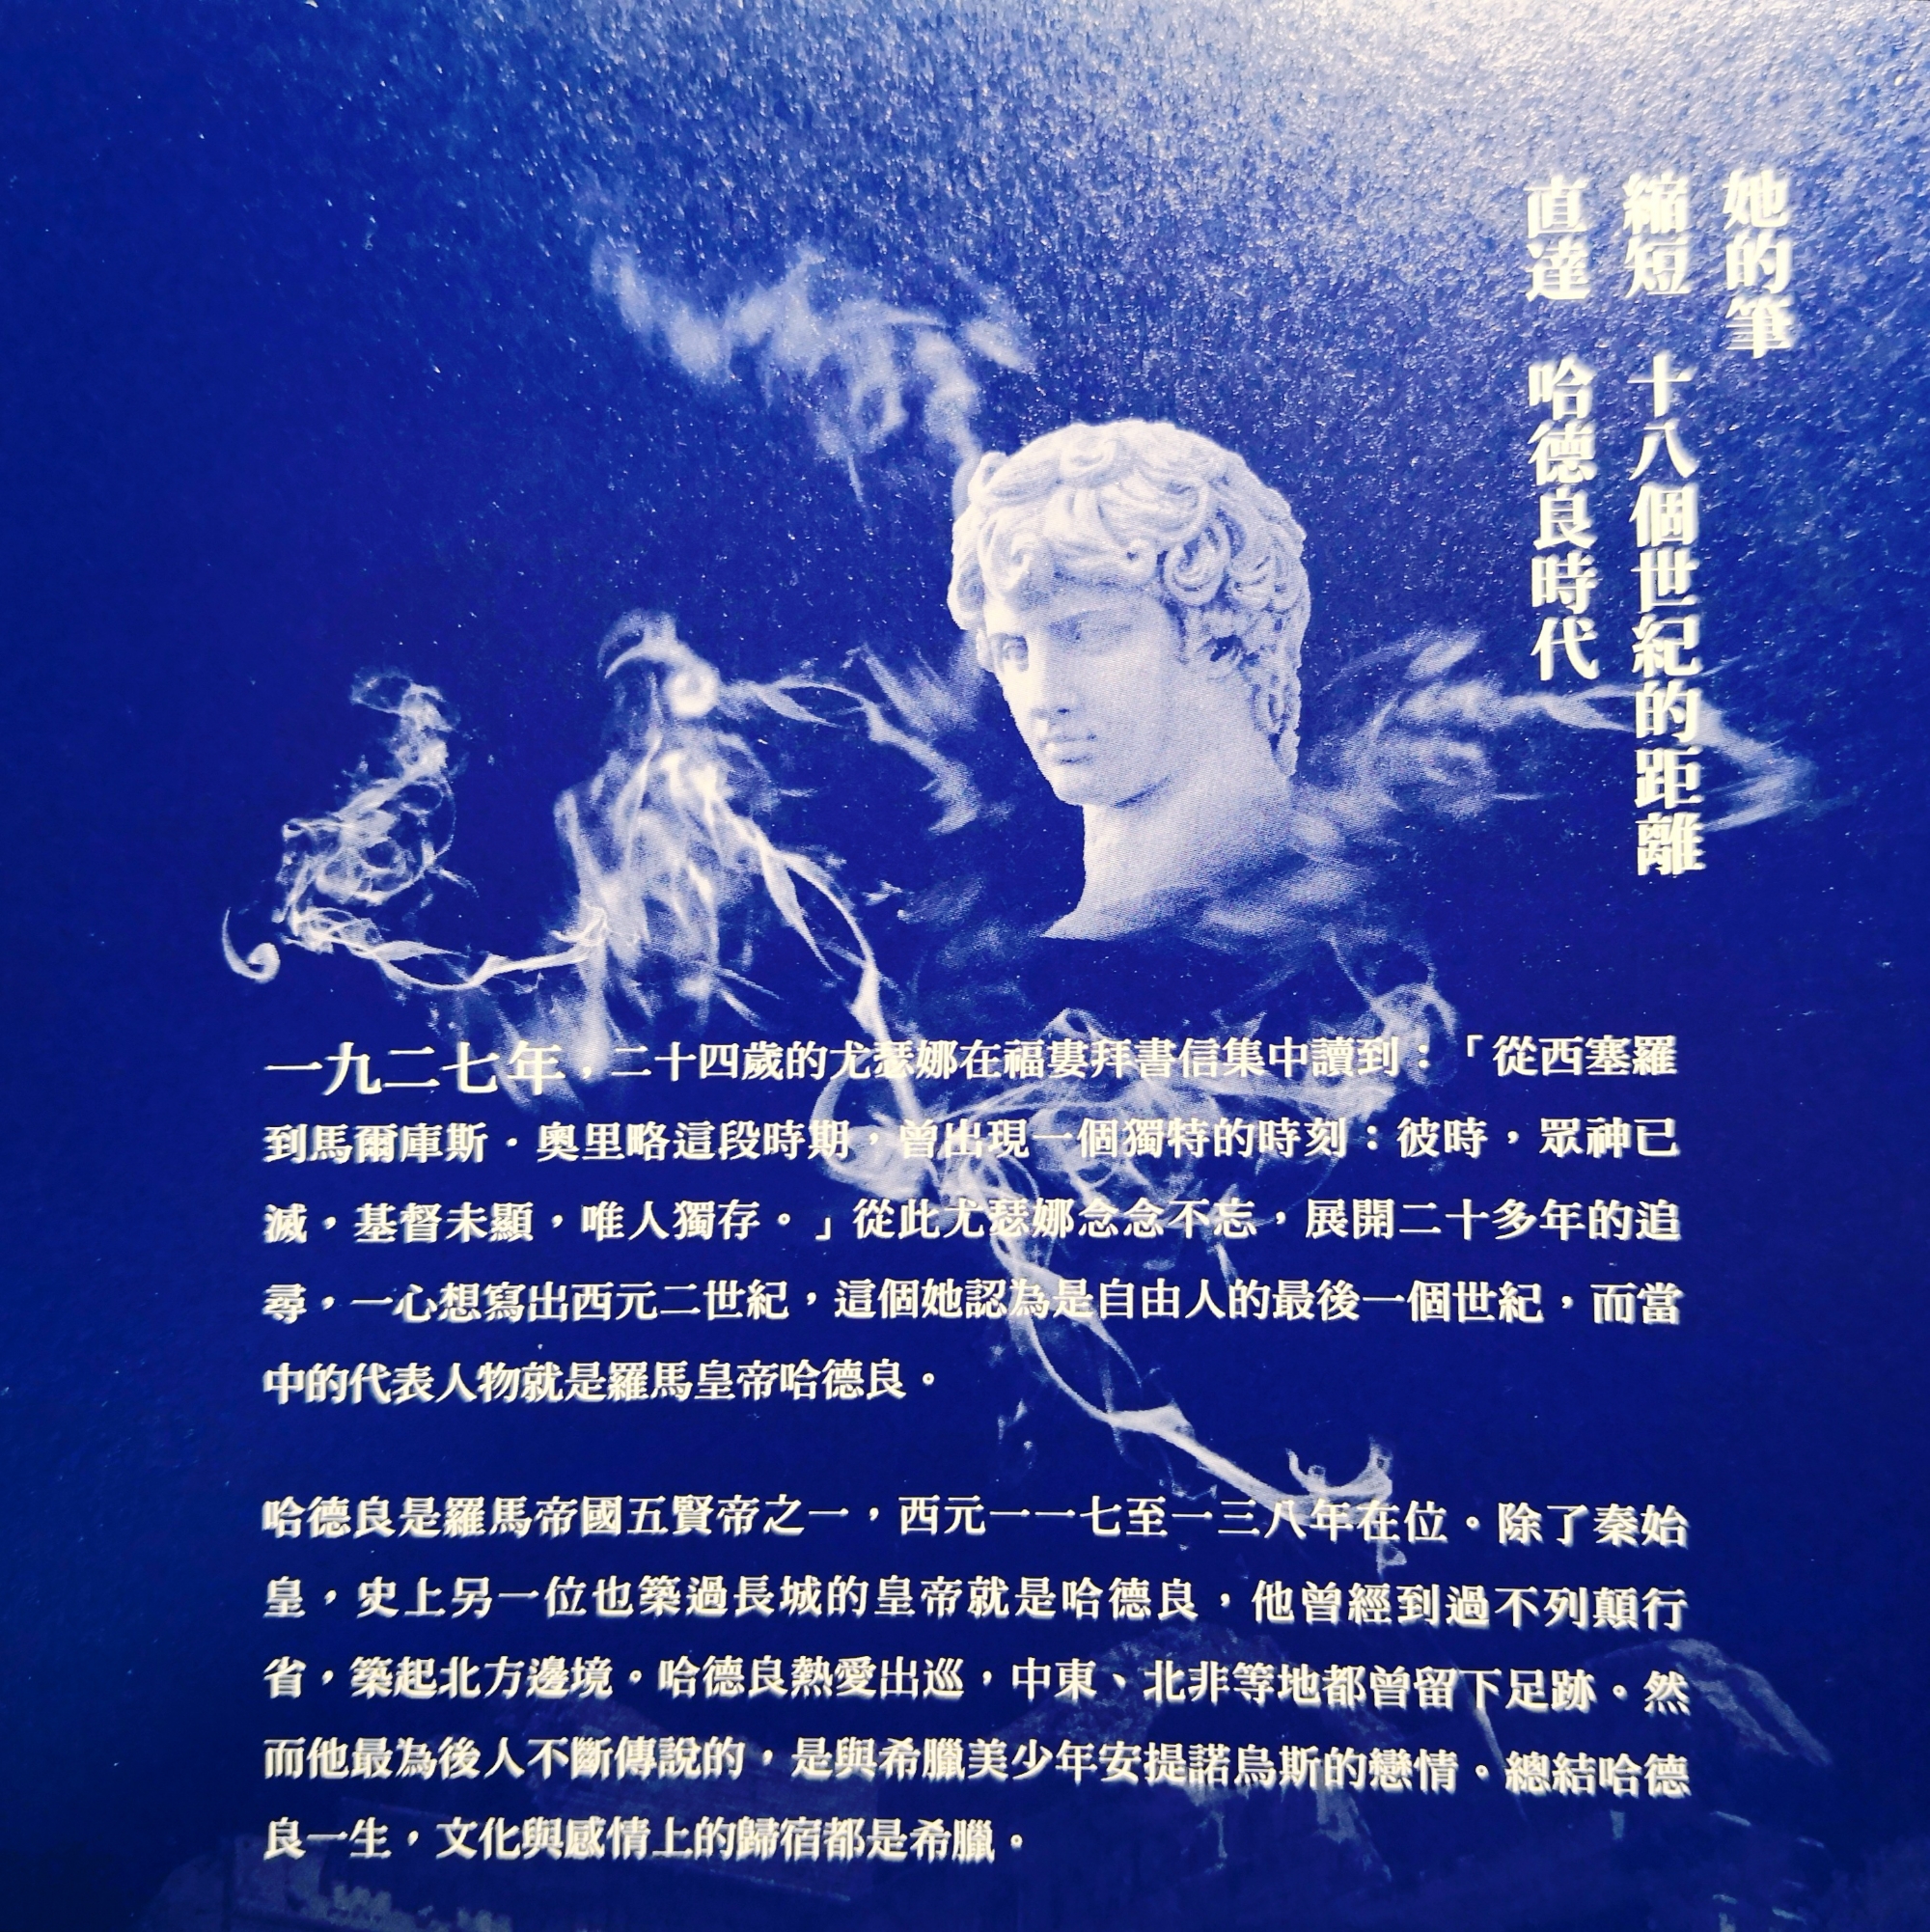 她的筆
縮短 十八個世紀的距離
直達 哈德良時代
一九二七年，二十四歲的尤瑟娜在福婁拜書信集中讀到：「從西塞羅
到馬爾庫斯·奧里略這段時期，曾出現一個獨特的時刻：彼時，眾神已
滅，基督未顯，唯人獨存。」從此尤瑟娜念念不忘，展開二十多年的追
尋，一心想寫出西元二世紀，這個她認為是自由人的最後一個世紀，而當
中的代表人物就是羅馬皇帝哈德良。
哈德良是羅馬帝國五賢帝之一，西元一一七至一三八年在位。除了秦始
皇，史上另一位也築過長城的皇帝就是哈德良，他曾經到過不列顛行
省，築起北方邊境。哈德良熱愛出巡，中東、北非等地都曾留下足跡。然
而他最為後人不斷傳說的，是與希臘美少年安提諾烏斯的戀情。總結哈德
良一生，文化與感情上的歸宿都是希臘。